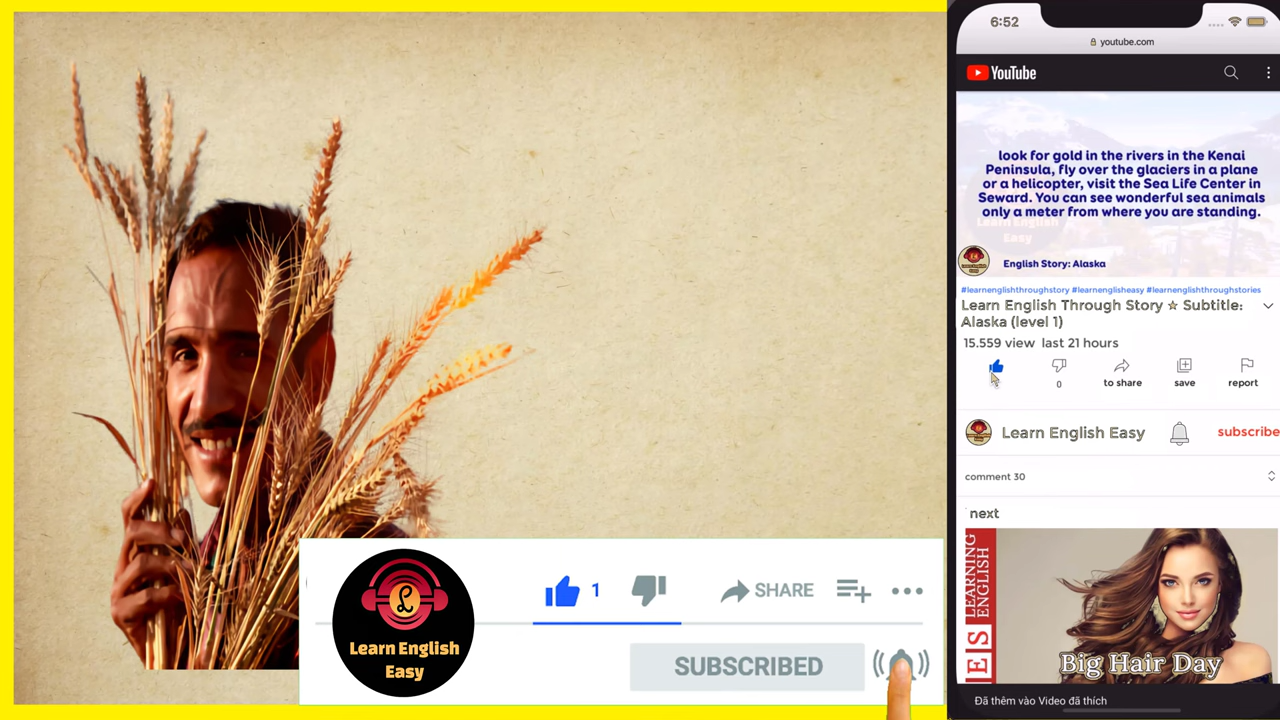 6:52
youtube.com
YouTube
look for gold in the rivers in the Kenai
Peninsula, fly over the glaciers in a plane
or a helicopter, visit the Sea Life Center in
Seward. You can see wonderful sea animals
only a meter from where you are standing.
Learn English
Easy
English Story: Alaska
#learnenglishthroughstory #learnenglisheasy #learnenglishthroughstories
Learn English Through Story ★ Subtitle:
Alaska (level 1)
15.559 view last 21 hours
0
to share
save
report
Learn English Easy
subscribe
comment 30
next
LEARNING
ENGLISH
ES
Big Hair Day
Đã thêm vào Video đã thích
L
Learn English
Easy
1
SHARE
SUBSCRIBED